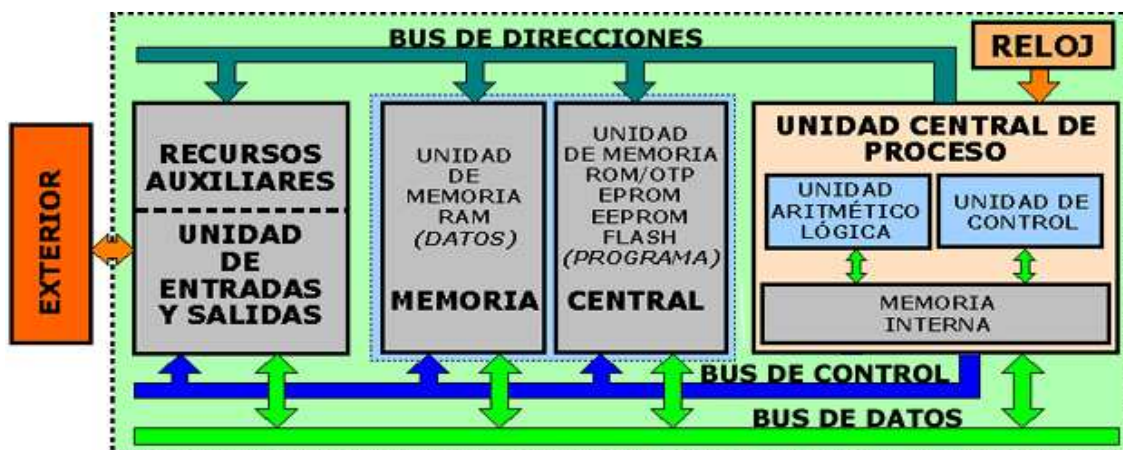 BUS DE DIRECCIONES
RELOJ
EXTERIOR
RECURSOS
AUXILIARES
UNIDAD
DE
ENTRADAS
Y SALIDAS
UNIDAD
DE
MEMORIA
RAM
(DATOS)
MEMORIA
UNIDAD
DE MEMORIA
ROM/OTP
EPROM
EEPROM
FLASH
(PROGRAMA)
CENTRAL
UNIDAD CENTRAL DE
PROCESO
UNIDAD
ARITMÉTICO
LÓGICA
UNIDAD DE
CONTROL
MEMORIA
INTERNA
BUS DE CONTROL
BUS DE DATOS